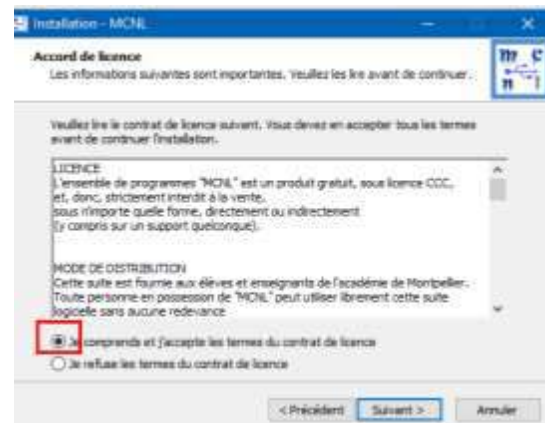 Installation - MCNL
Accord de licence
Les informations suivantes sont importantes. Veuillez les lire avant de continuer.
m c
n l
Veuillez lire le contrat de licence suivant. Vous devez en accepter tous les termes
avant de continuer l'installation.
LICENCE
L'ensemble de programmes "MCNL" est un produit gratuit, sous licence CCC,
et, donc, strictement interdit à la vente,
sous n'importe quelle forme, directement ou indirectement
(y compris sur un support quelconque).
MODE DE DISTRIBUTION
Cette suite est fournie aux élèves et enseignants de l'académie de Montpellier.
Toute personne en possession de "MCNL" peut utiliser librement cette suite
logicielle sans aucune redevance
Je comprends et j'accepte les termes du contrat de licence
Je refuse les termes du contrat de licence
< Précédent
Suivant >
Annuler